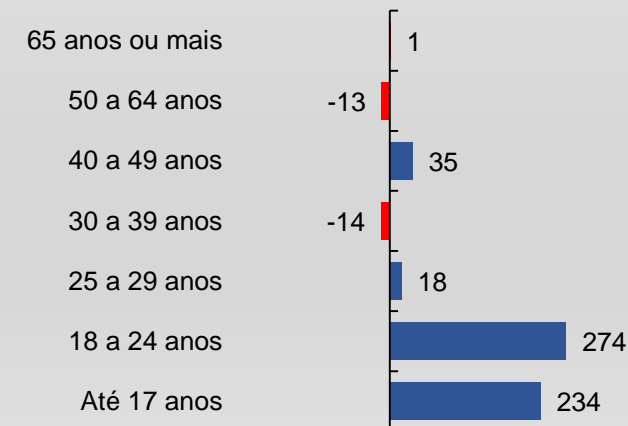 65 anos ou mais 1
50 a 64 anos -13
40 a 49 anos 35
30 a 39 anos -14
25 a 29 anos 18
18 a 24 anos 274
Até 17 anos 234